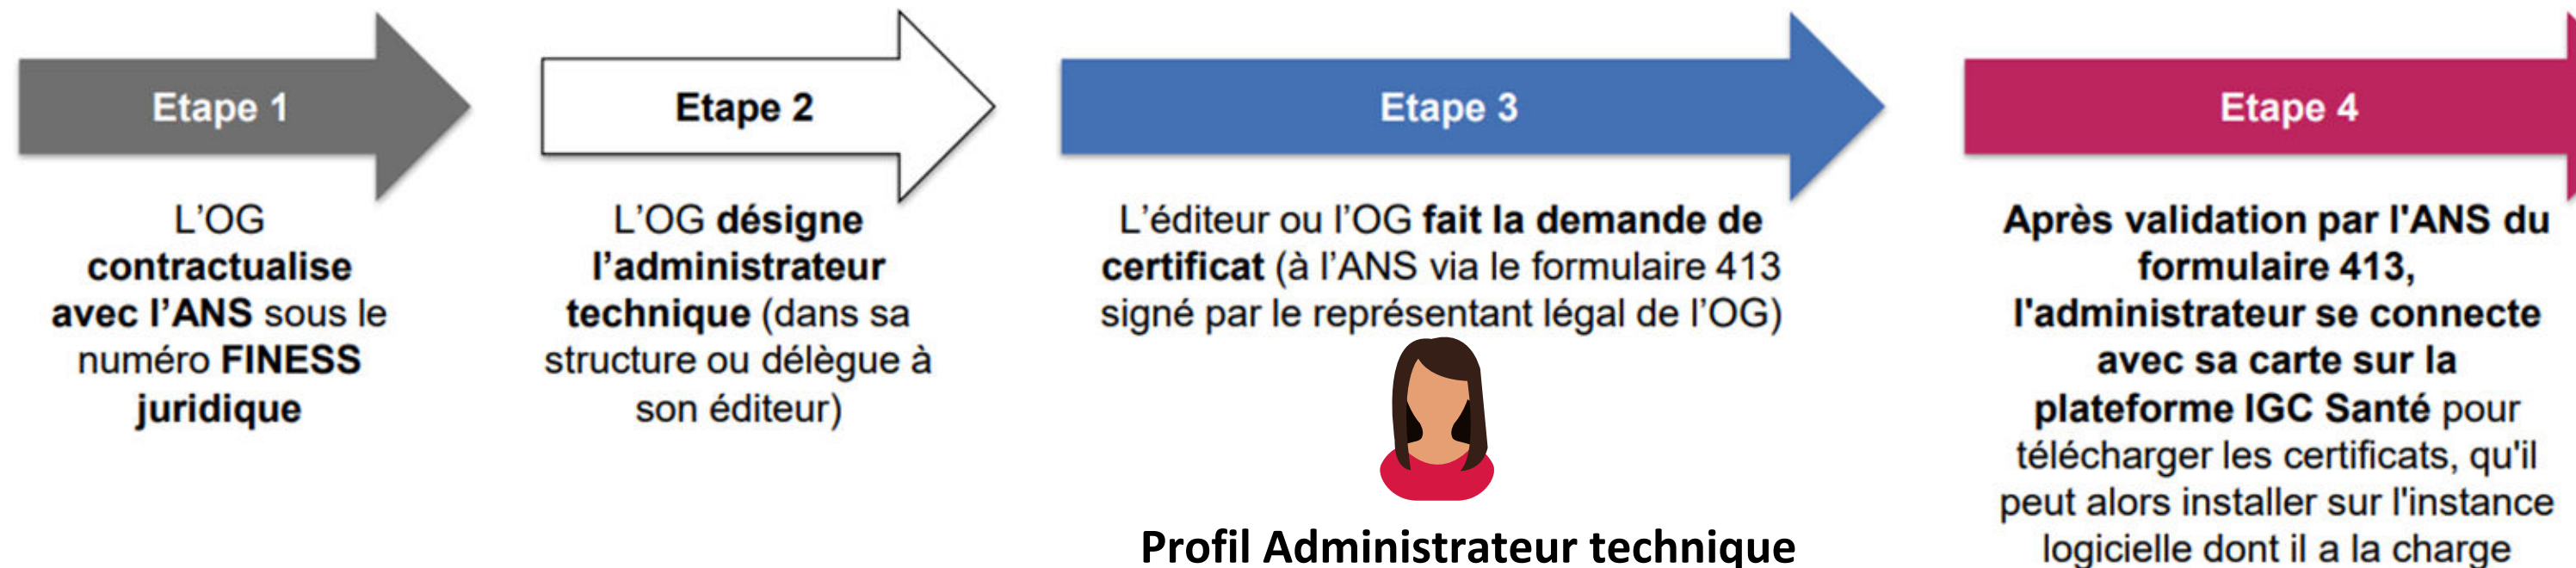 Etape 1
L'OG
contractualise
avec l'ANS sous le
numéro FINESS
juridique
Etape 2
L'OG désigne
l'administrateur
technique (dans sa
structure ou délègue à
son éditeur)
Etape 3
L'éditeur ou l'OG fait la demande de
certificat (à l'ANS via le formulaire 413
signé par le représentant légal de l'OG)
Profil Administrateur technique
Etape 4
Après validation par l'ANS du
formulaire 413,
l'administrateur se connecte
avec sa carte sur la
plateforme IGC Santé pour
télécharger les certificats, qu'il
peut alors installer sur l'instance
logicielle dont il a la charge